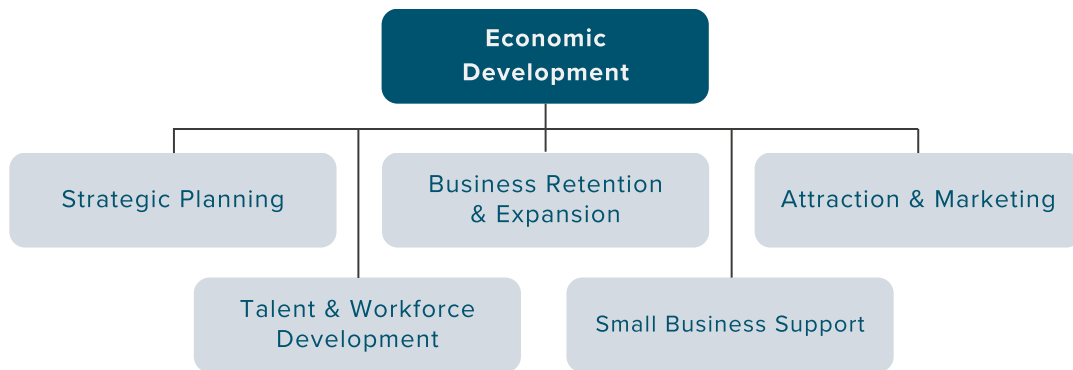 Economic
Development
Strategic Planning
Business Retention
& Expansion
Attraction & Marketing
Talent & Workforce
Development
Small Business Support